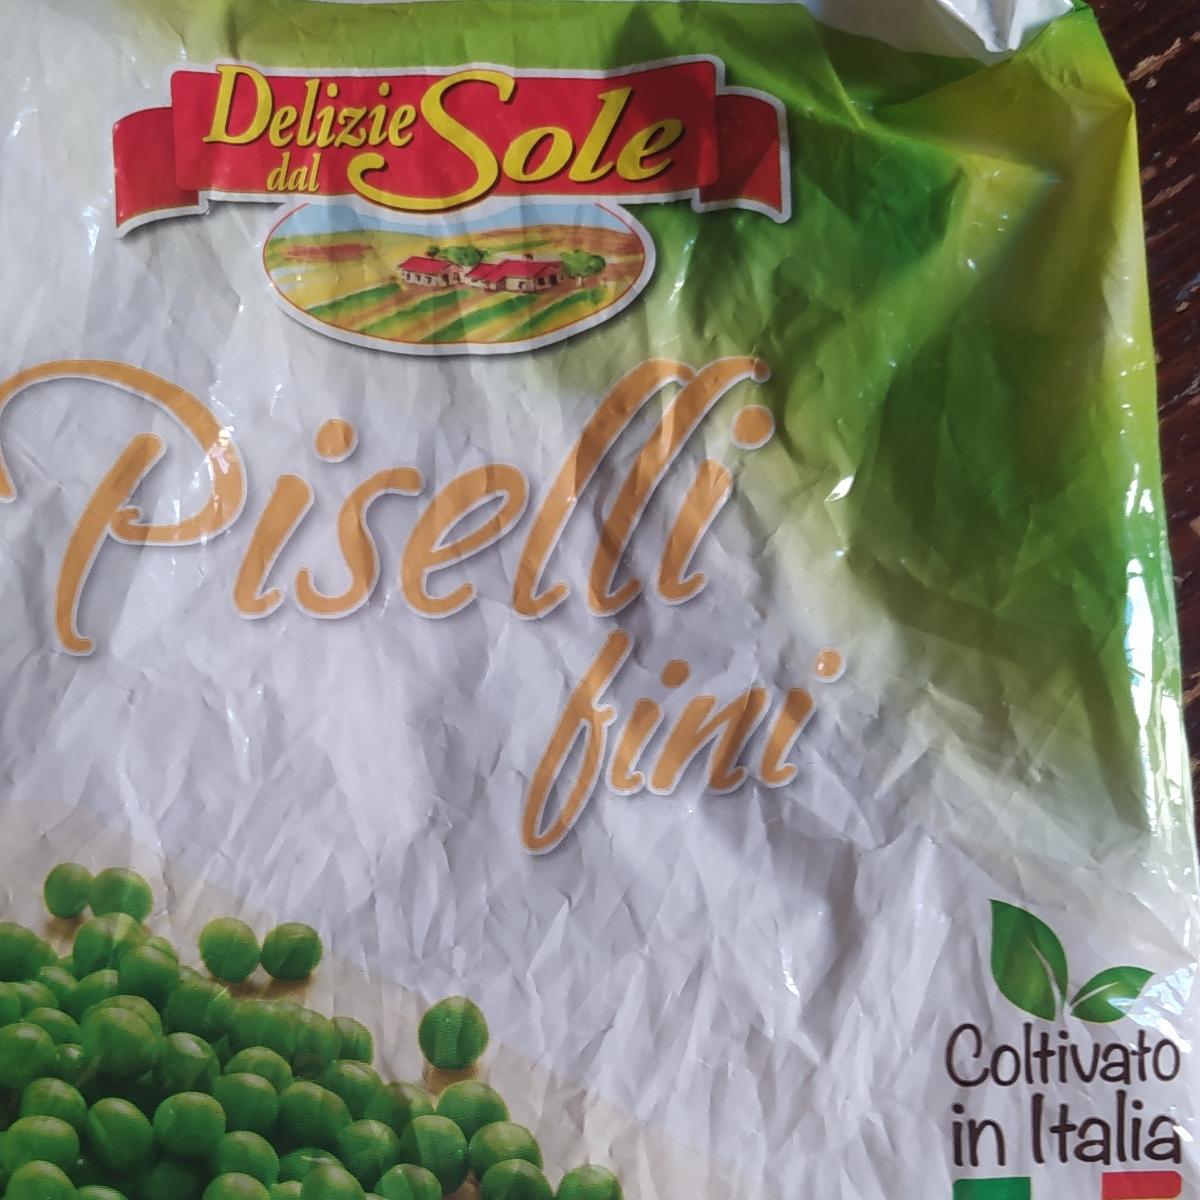 Delizie
dal Sole
Piselli
fini
Coltivato
in Italia